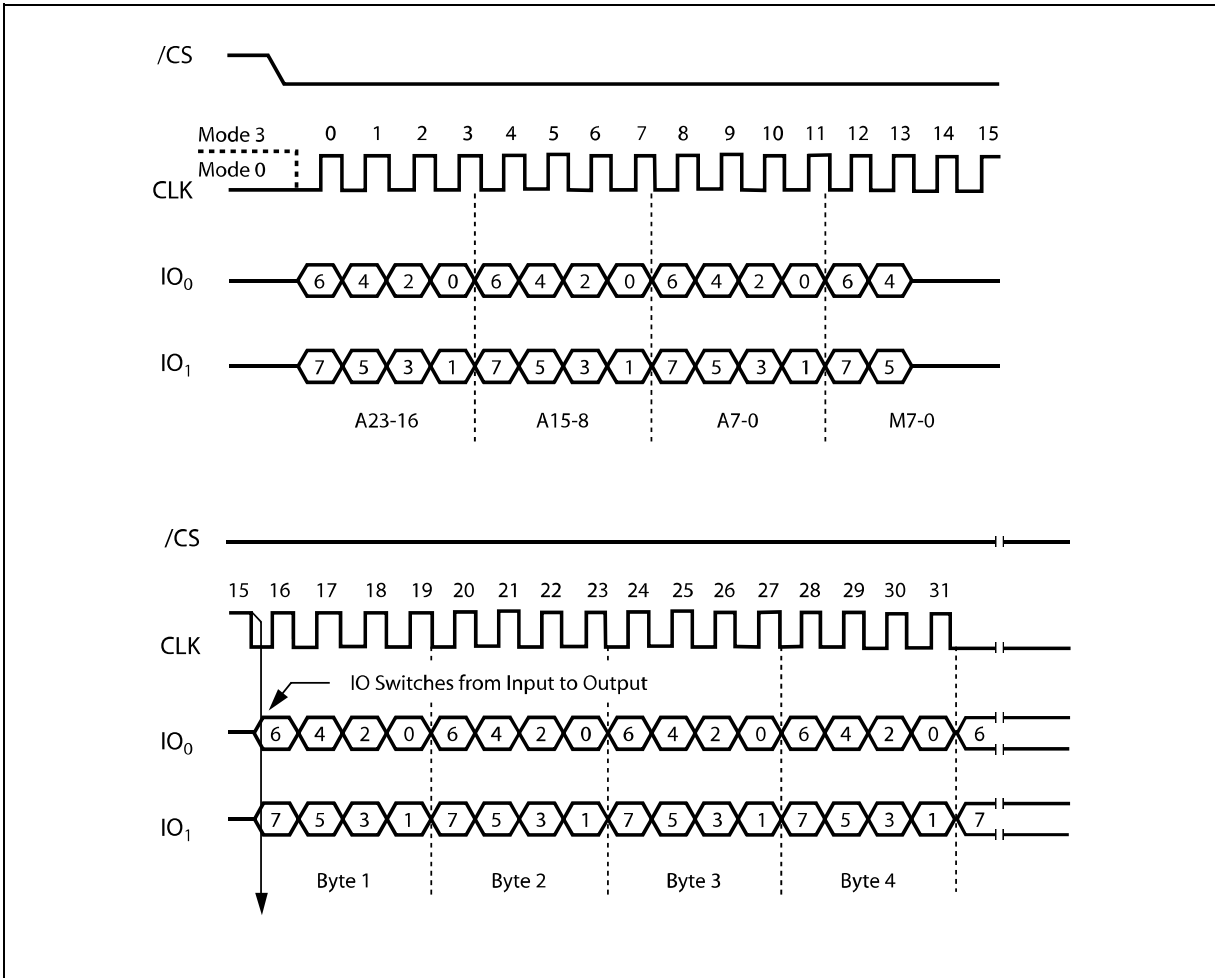 /CS
Mode 3
0 1 2 3 4 5 6 7 8 9 10 11 12 13 14 15
Mode 0
CLK
IO0 6 4 2 0 6 4 2 0 6 4 2 0 6 4
IO1 7 5 3 1 7 5 3 1 7 5 3 1 7 5
A23-16 A15-8 A7-0 M7-0
/CS
15 16 17 18 19 20 21 22 23 24 25 26 27 28 29 30 31
CLK
IO Switches from Input to Output
IO0 6 4 2 0 6 4 2 0 6 4 2 0 6 4 2 0 6
IO1 7 5 3 1 7 5 3 1 7 5 3 1 7 5 3 1 7
Byte 1 Byte 2 Byte 3 Byte 4